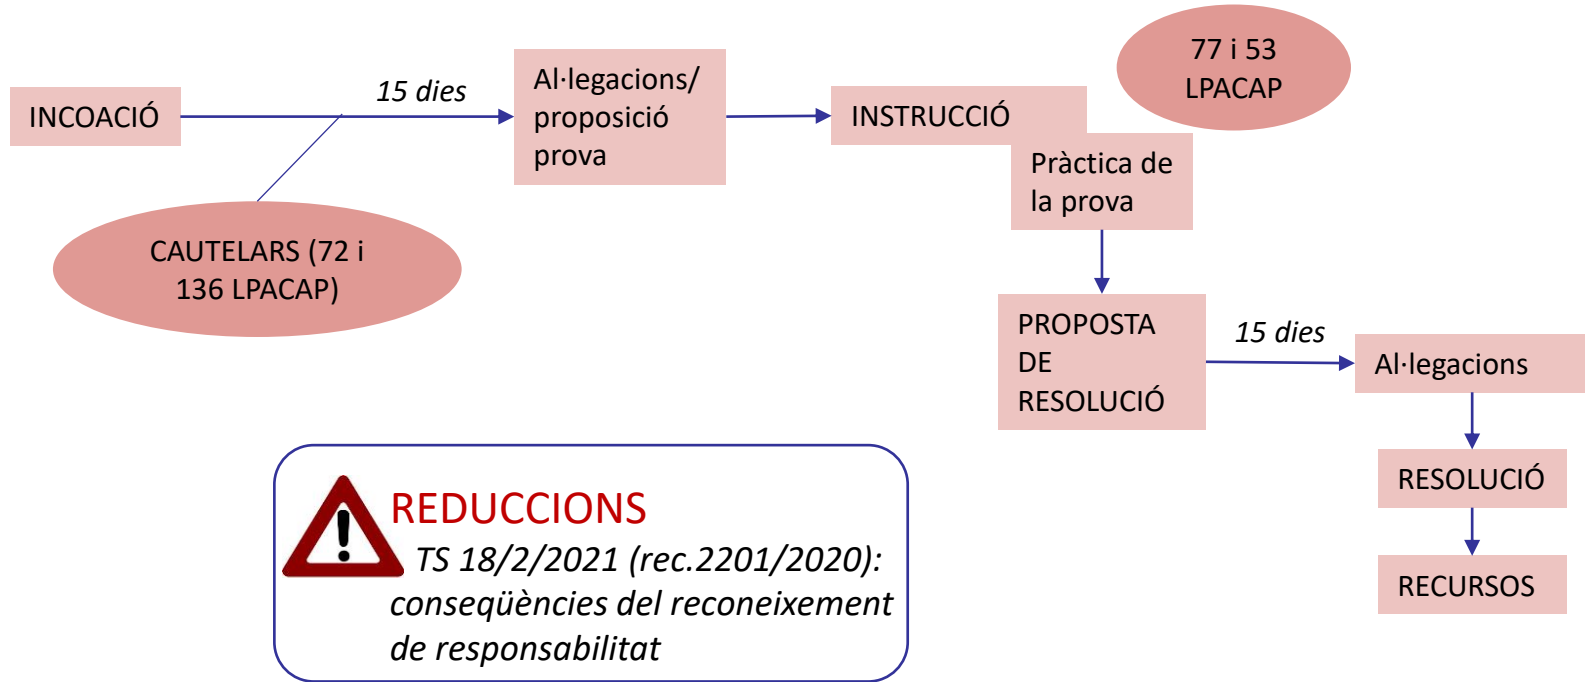 INCOACIÓ
15 dies
Al·legacions/
proposició
prova
INSTRUCCIÓ
77 i 53
LPACAP
Pràctica de
la prova
CAUTELARS (72 i
136 LPACAP)
PROPOSTA
DE
RESOLUCIÓ
15 dies
Al·legacions
RESOLUCIÓ
RECURSOS
REDUCCIONS
TS 18/2/2021 (rec.2201/2020):
conseqüències del reconeixement
de responsabilitat